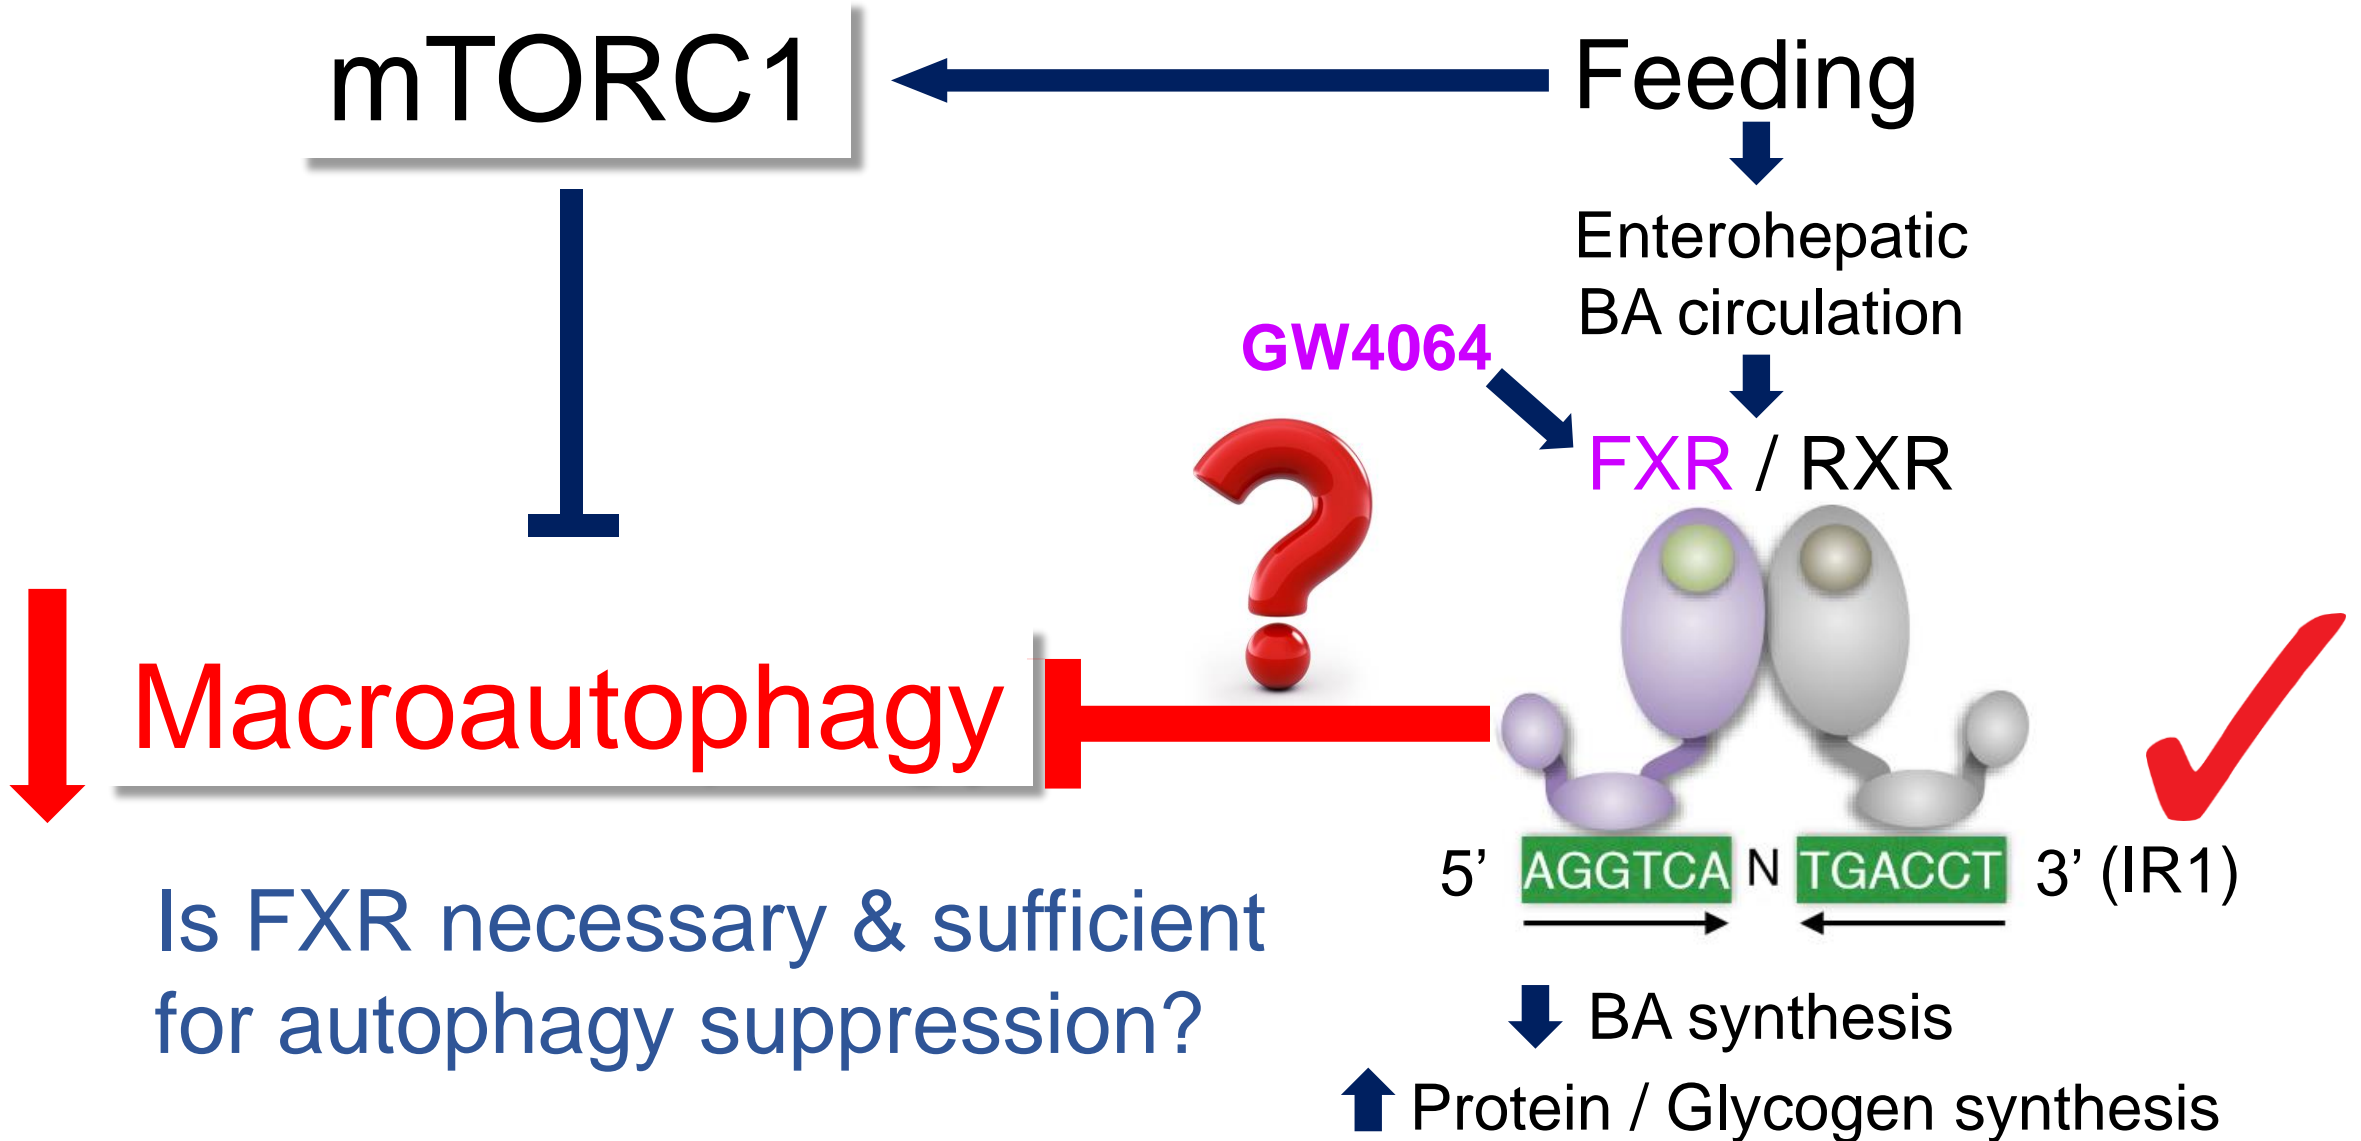 mTORC1
Feeding
Enterohepatic
BA circulation
GW4064
FXR / RXR
Macroautophagy
5’ AGGTCA N TGACCT 3’ (IR1)
Is FXR necessary & sufficient
for autophagy suppression?
BA synthesis
Protein / Glycogen synthesis